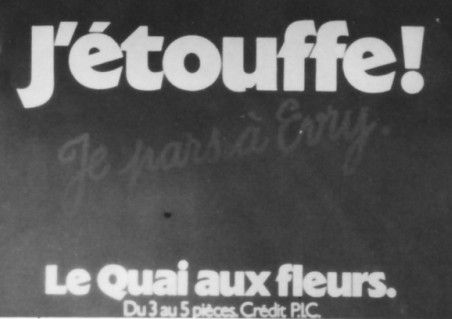 J'étouffe!
Je pars à Evry.
Le Quai aux fleurs.
Du 3 au 5 pièces. Crédit P.I.C.